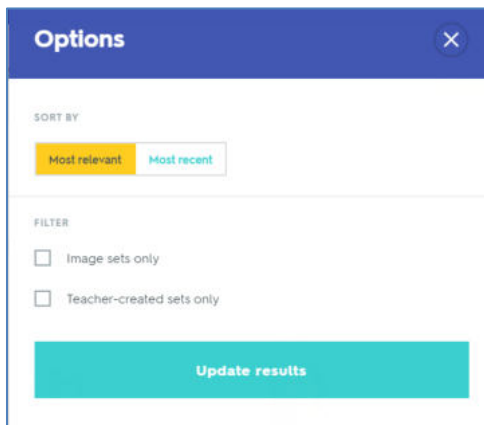 Options
SORT BY
Most relevant Most recent
FILTER
Image sets only
Teacher-created sets only
Update results